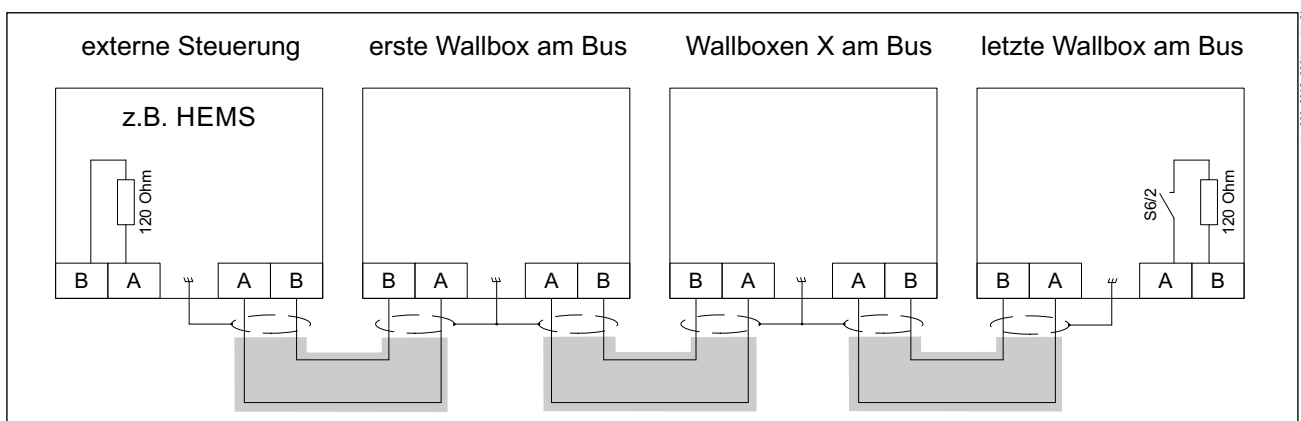 externe Steuerung erste Wallbox am Bus Wallboxen X am Bus letzte Wallbox am Bus
z.B. HEMS
120 Ohm
S6/2
120 Ohm
B A A B B A A B B A A B B A A B